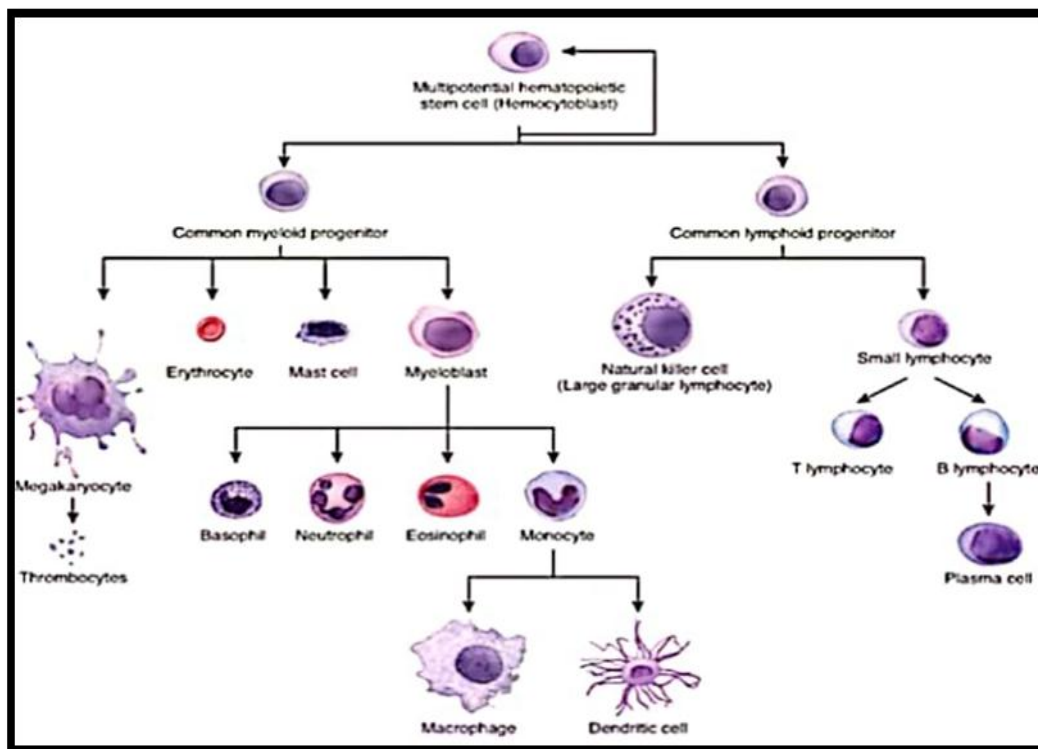 Multipotential hematopoietic
stem cell (Hemocytoblast)
Common myeloid progenitor
Common lymphoid progenitor
Erythrocyte
Mast cell
Myeloblast
Natural killer cell
(Large granular lymphocyte)
Small lymphocyte
T lymphocyte
B lymphocyte
Megakaryocyte
Basophil
Neutrophil
Eosinophil
Monocyte
Thrombocytes
Plasma cell
Macrophage
Dendritic cell